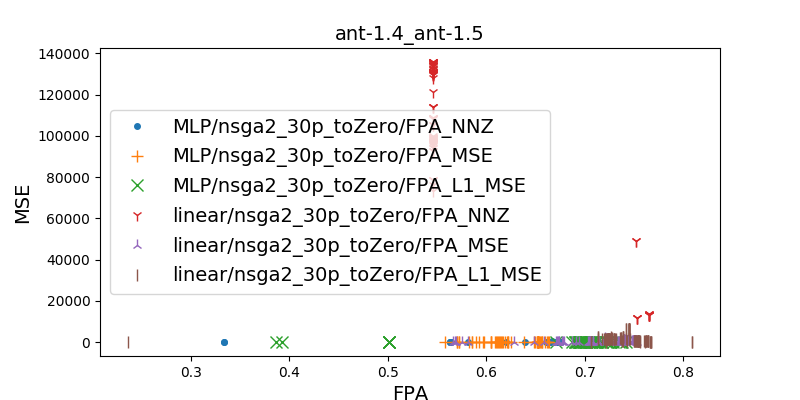 ant-1.4_ant-1.5
140000
120000
100000
80000
60000
40000
20000
0
MSE
MLP/nsga2_30p_toZero/FPA_NNZ
MLP/nsga2_30p_toZero/FPA_MSE
MLP/nsga2_30p_toZero/FPA_L1_MSE
linear/nsga2_30p_toZero/FPA_NNZ
linear/nsga2_30p_toZero/FPA_MSE
linear/nsga2_30p_toZero/FPA_L1_MSE
0.3 0.4 0.5 0.6 0.7 0.8
FPA